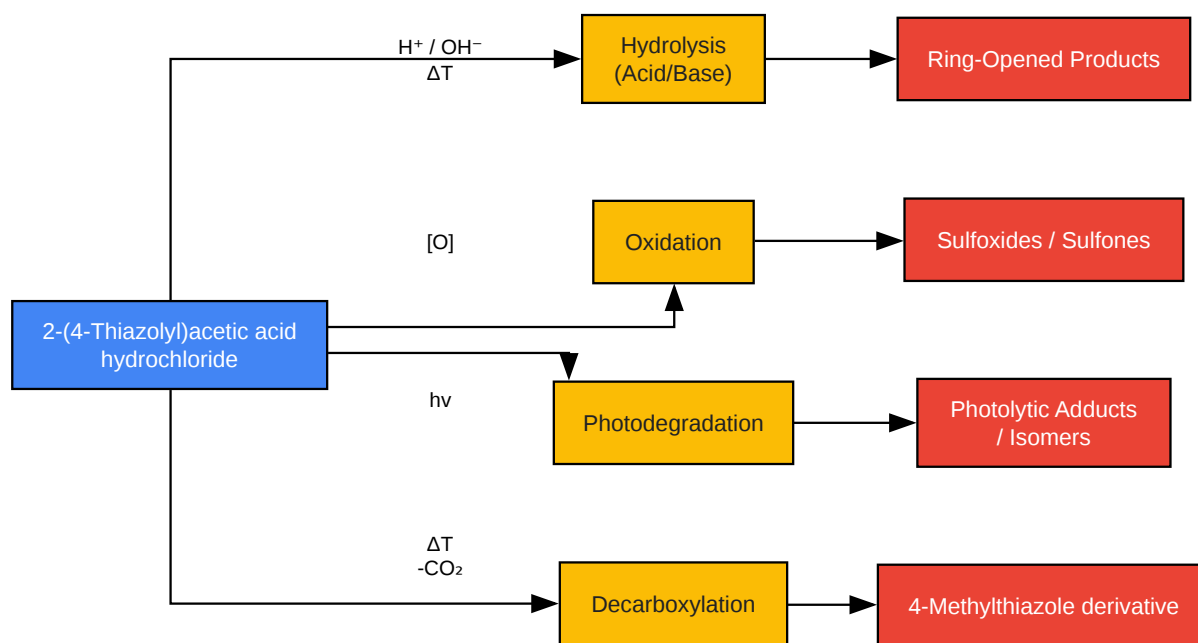 H⁺ / OH⁻
ΔT
Hydrolysis
(Acid/Base)
Ring-Opened Products
[O]
Oxidation
Sulfoxides / Sulfones
2-(4-Thiazolyl)acetic acid
hydrochloride
hv
Photodegradation
Photolytic Adducts
/ Isomers
ΔT
-CO₂
Decarboxylation
4-Methylthiazole derivative